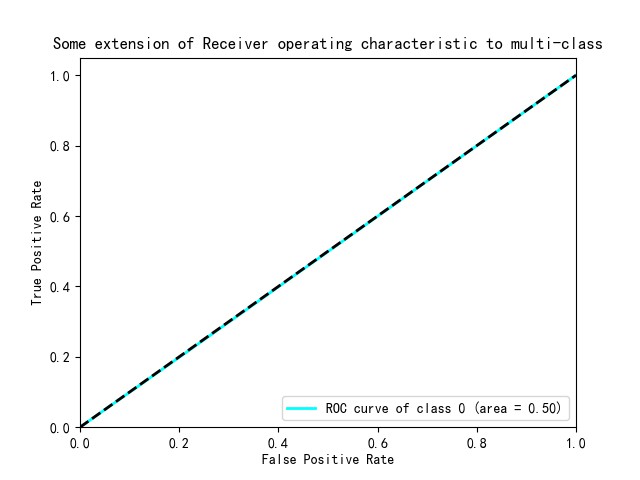 Some extension of Receiver operating characteristic to multi-class
True Positive Rate
1.0
0.8
0.6
0.4
0.2
0.0
ROC curve of class 0 (area = 0.50)
0.0 0.2 0.4 0.6 0.8 1.0
False Positive Rate